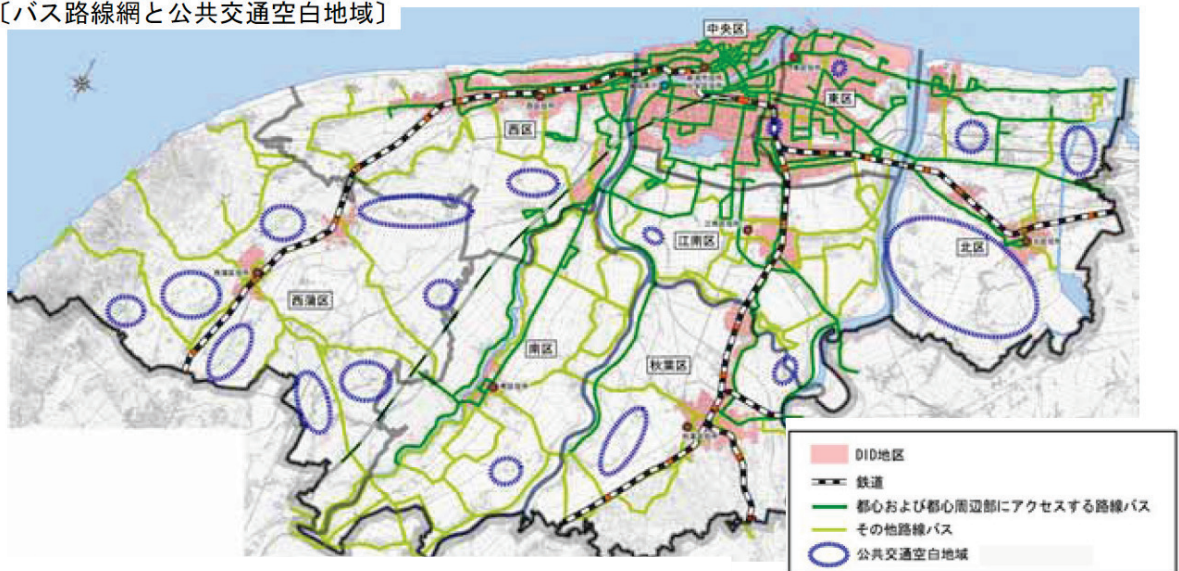 〔バス路線網と公共交通空白地域〕
中央区
東区
西区
江南区
北区
西蒲区
南区
秋葉区
DID地区
鉄道
都心および都心周辺部にアクセスする路線バス
その他路線バス
公共交通空白地域